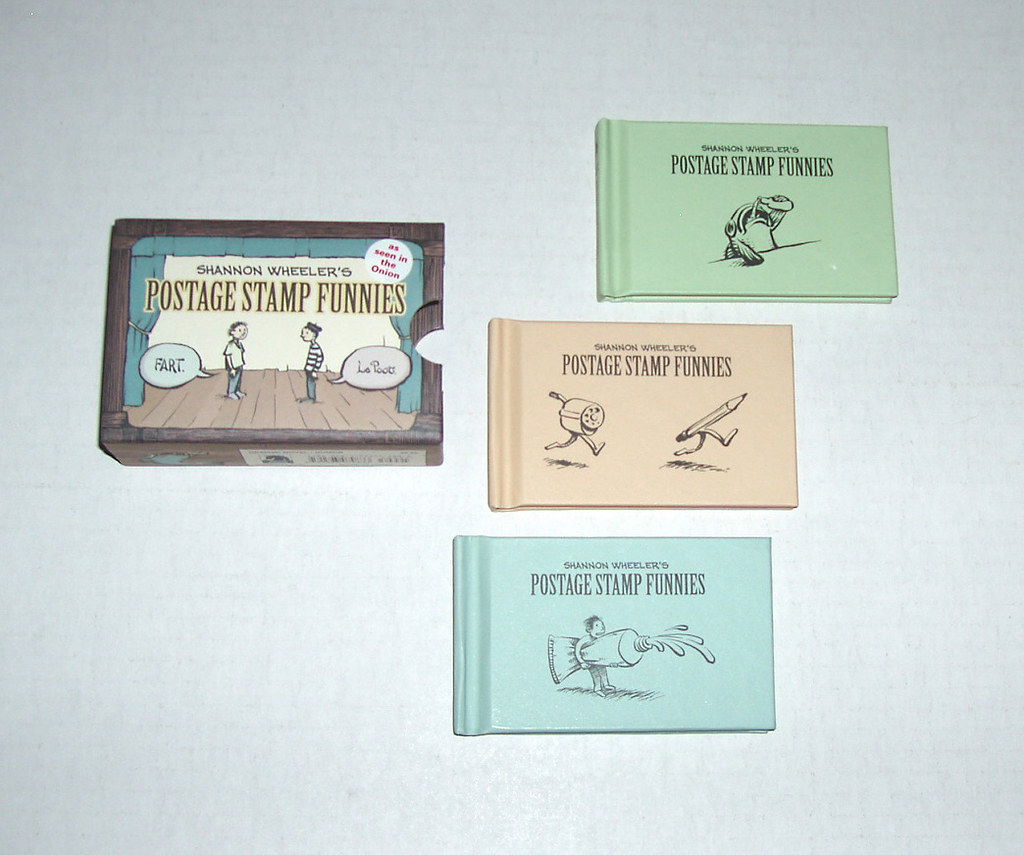 as
seen in
the
Onion
SHANNON WHEELER'S
POSTAGE STAMP FUNNIES
FART.
Le Poot.
SHANNON WHEELER'S
POSTAGE STAMP FUNNIES
SHANNON WHEELER'S
POSTAGE STAMP FUNNIES
SHANNON WHEELER'S
POSTAGE STAMP FUNNIES